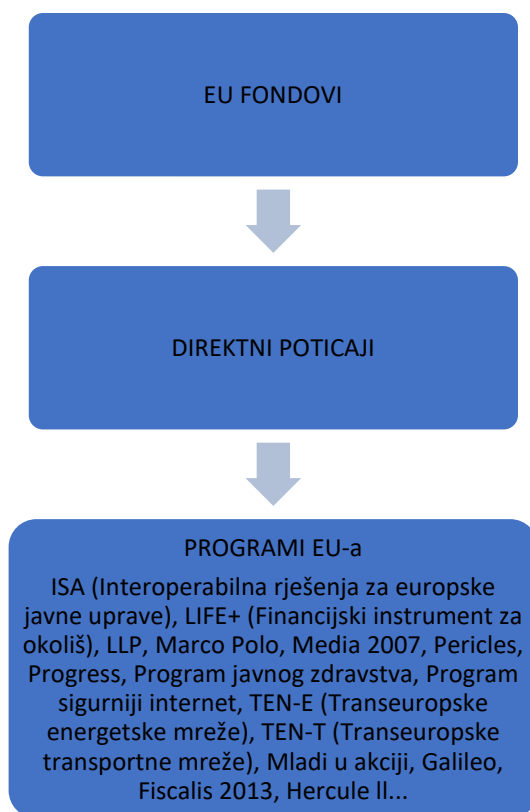 EU FONDOVI
DIREKTNI POTICAJI
PROGRAMI EU-a
ISA (Interoperabilna rješenja za europske
javne uprave), LIFE+ (Financijski instrument za
okoliš), LLP, Marco Polo, Media 2007, Pericles,
Progress, Program javnog zdravstva, Program
sigurniji internet, TEN-E (Transeuropske
energetske mreže), TEN-T (Transeuropske
transportne mreže), Mladi u akciji, Galileo,
Fiscalis 2013, Hercule ll...